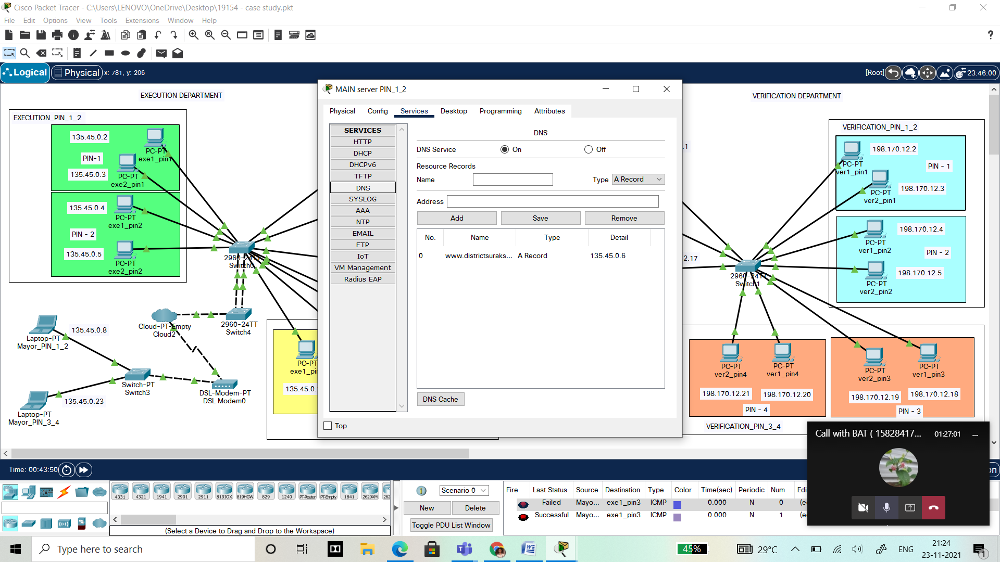 Cisco Packet Tracer - C:\Users\LENOVO\OneDrive\Desktop\19154 - case study.pkt
File Edit Options View Tools Extensions Window Help
Logical Physical x: 781, y: 206
[Root] 23:46:00
EXECUTION DEPARTMENT
EXECUTION_PIN_1_2
135.45.0.2
PC-PT
exe1_pin1
PIN-1
135.45.0.3
PC-PT
exe2_pin1
135.45.0.4
PC-PT
exe1_pin2
PIN - 2
135.45.0.5
PC-PT
exe2_pin2
2960-24TT
Switch0
Cloud-PT-Empty
Cloud2
2960-24TT
Switch4
135.45.0.8
Laptop-PT
Mayor_PIN_1_2
Switch-PT
Switch3
DSL-Modem-PT
DSL Modem0
135.45.0.23
Laptop-PT
Mayor_PIN_3_4
PC-PT
exe1_pi
135.45.0.
MAIN server PIN_1_2
Physical Config Services Desktop Programming Attributes
SERVICES
HTTP
DHCP
DHCPv6
TFTP
DNS
SYSLOG
AAA
NTP
EMAIL
FTP
IoT
VM Management
Radius EAP
DNS
DNS Service On Off
Resource Records
Name Type A Record
Address
Add Save Remove
No. Name Type Detail
0 www.districtsuraks... A Record 135.45.0.6
DNS Cache
Top
.1
2.17
VERIFICATION DEPARTMENT
VERIFICATION_PIN_1_2
198.170.12.2
PC-PT
ver1_pin1
PIN - 1
198.170.12.3
PC-PT
ver2_pin1
198.170.12.4
PC-PT
ver1_pin2
PIN - 2
198.170.12.5
PC-PT
ver2_pin2
2960-24TT
Switch1
PC-PT
ver2_pin4
PC-PT
ver1_pin4
198.170.12.21
198.170.12.20
PIN - 4
PC-PT
ver2_pin3
PC-PT
ver1_pin3
198.170.12.19
198.170.12.18
PIN - 3
VERIFICATION_PIN_3_4
Call with BAT ( 15828417... 01:27:01
Time: 00:43:50
on
4331 4321 1941 2901 2911 819IOX 819HGW 829 1240 PT-Router PT-Empty 1841 2620XM 262
(Select a Device to Drag and Drop to the Workspace)
Scenario 0
New Delete
Toggle PDU List Window
Fire Last Status Source Destination Type Color Time(sec) Periodic Num Edi
Failed Mayo... exe1_pin3 ICMP 0.000 N 0 (e
Successful Mayo... exe1_pin3 ICMP 0.000 N 1 (e
Type here to search
45%
29°C
ENG
21:24
23-11-2021
1